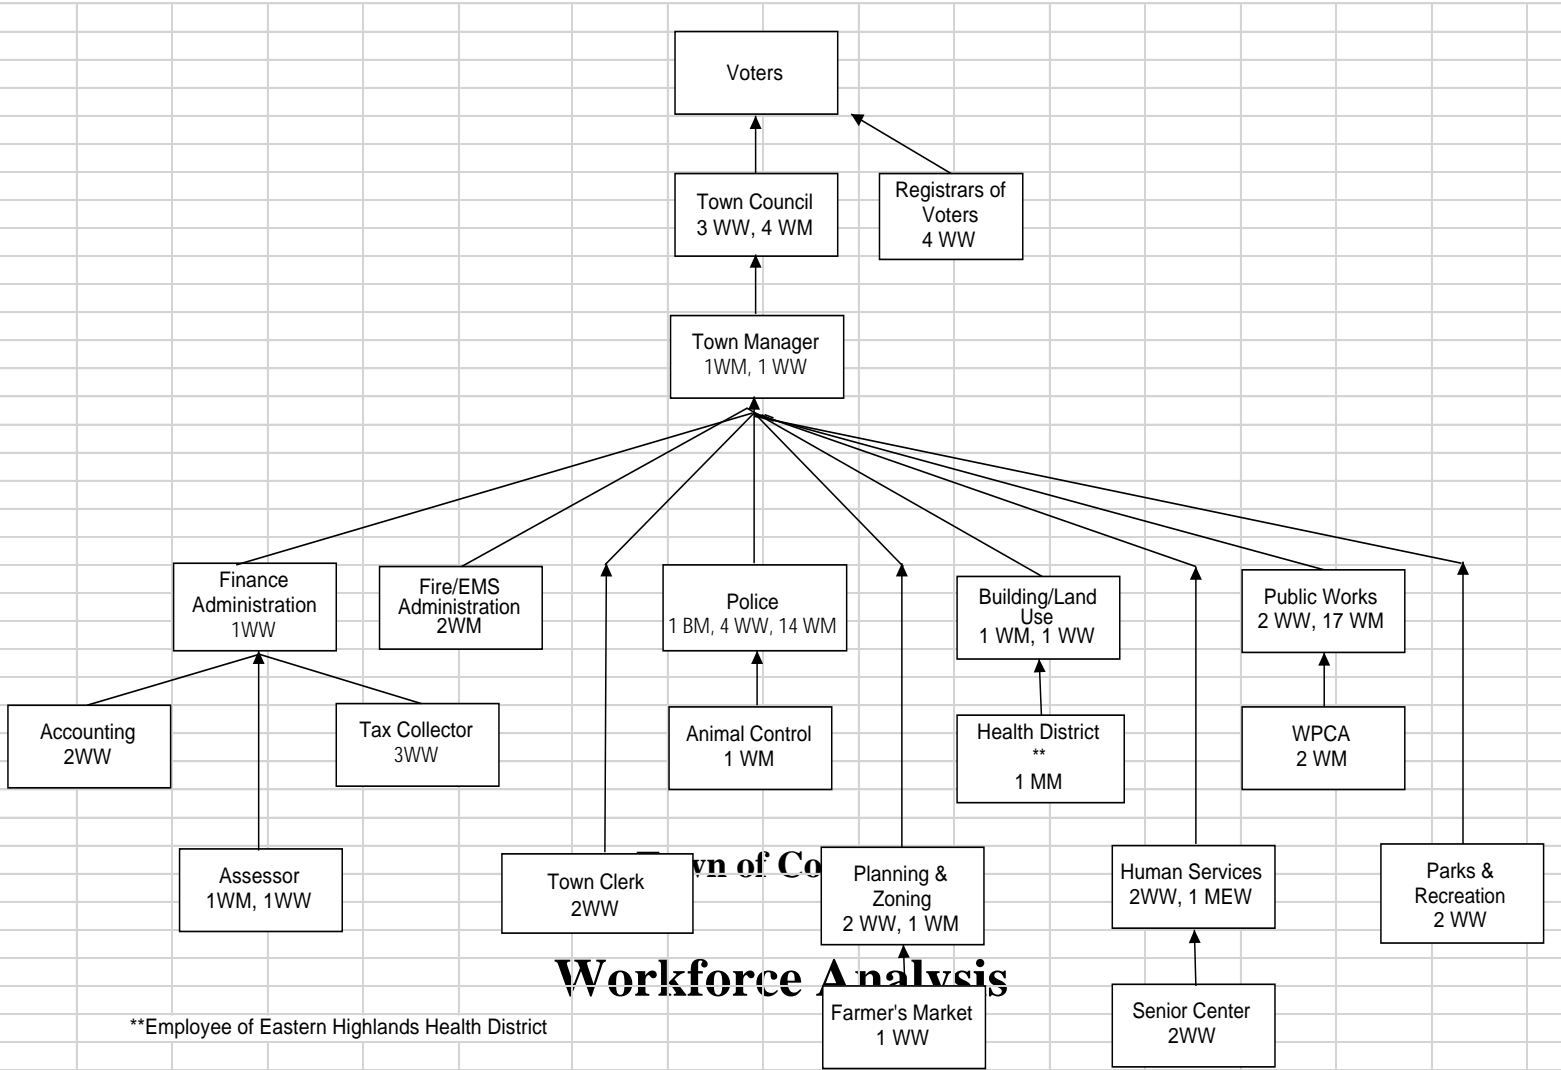 Voters
Town Council
3 WW, 4 WM
Registrars of
Voters
4 WW
Town Manager
1WM, 1 WW
Finance
Administration
1WW
Fire/EMS
Administration
2WM
Police
1 BM, 4 WW, 14 WM
Building/Land
Use
1 WM, 1 WW
Public Works
2 WW, 17 WM
Accounting
2WW
Tax Collector
3WW
Animal Control
1 WM
Health District
**
1 MM
WPCA
2 WM
Assessor
1WM, 1WW
Town Clerk
2WW
of
Planning &
Zoning
2 WW, 1 WM
Human Services
2WW, 1 MEW
Parks &
Recreation
2 WW
Workforce Analysis
Farmer's Market
1 WW
Senior Center
2WW
**Employee of Eastern Highlands Health District